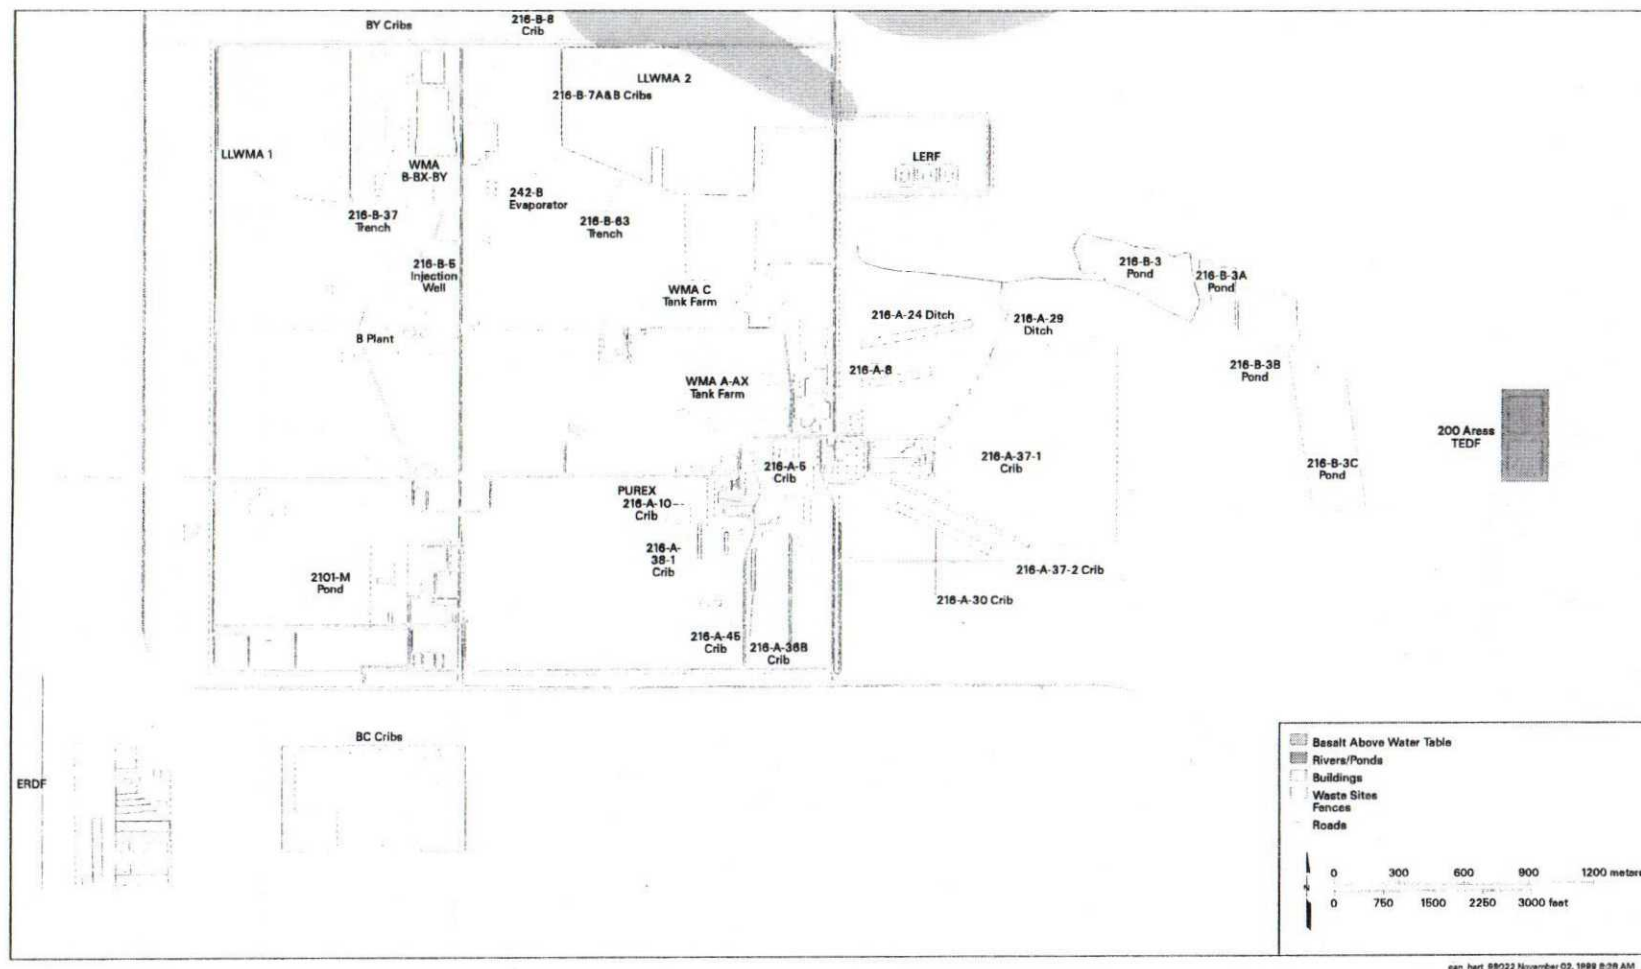 BY Cribs
216-B-8
Crib
LLWMA 2
216-B-7A&B Cribs
LLWMA 1
WMA
B-BX-BY
LERF
242-B
Evaporator
216-B-37
Trench
216-B-63
Trench
216-B-5
Injection
Well
216-B-3
Pond
216-B-3A
Pond
WMA C
Tank Farm
216-A-24 Ditch
216-A-29
Ditch
B Plant
216-B-3B
Pond
216-A-8
WMA A-AX
Tank Farm
200 Areas
TEDF
216-A-5
Crib
216-A-37-1
Crib
216-B-3C
Pond
PUREX
216-A-10
Crib
216-A-
38-1
Crib
2101-M
Pond
216-A-37-2 Crib
216-A-30 Crib
216-A-45
Crib
216-A-36B
Crib
BC Cribs
ERDF
Basalt Above Water Table
Rivers/Ponds
Buildings
Waste Sites
Fences
Roads
N
0 300 600 900 1200 meters
0 750 1500 2250 3000 feet
November 02, 1999 8:28 AM